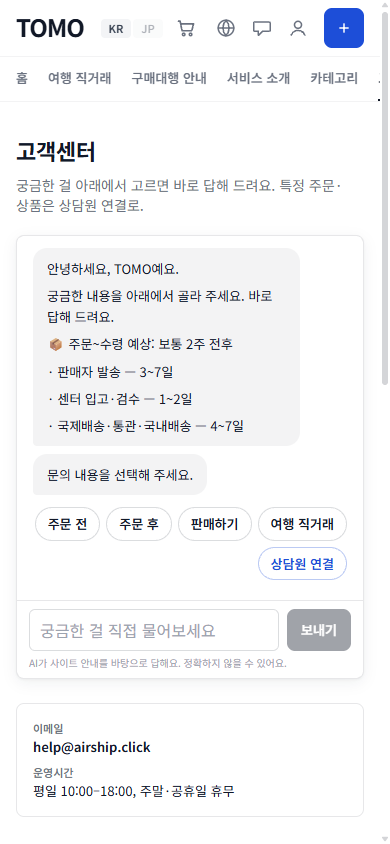 TOMO KR JP
홈 여행 직거래 구매대행 안내 서비스 소개 카테고리
고객센터
궁금한 걸 아래에서 고르면 바로 답해 드려요. 특정 주문·
상품은 상담원 연결로.
안녕하세요, TOMO예요.
궁금한 내용을 아래에서 골라 주세요. 바로
답해 드려요.
📦 주문~수령 예상: 보통 2주 전후
· 판매자 발송 — 3~7일
· 센터 입고·검수 — 1~2일
· 국제배송·통관·국내배송 — 4~7일
문의 내용을 선택해 주세요.
주문 전 주문 후 판매하기 여행 직거래
상담원 연결
궁금한 걸 직접 물어보세요 보내기
AI가 사이트 안내를 바탕으로 답해요. 정확하지 않을 수 있어요.
이메일
help@airship.click
운영시간
평일 10:00–18:00, 주말·공휴일 휴무